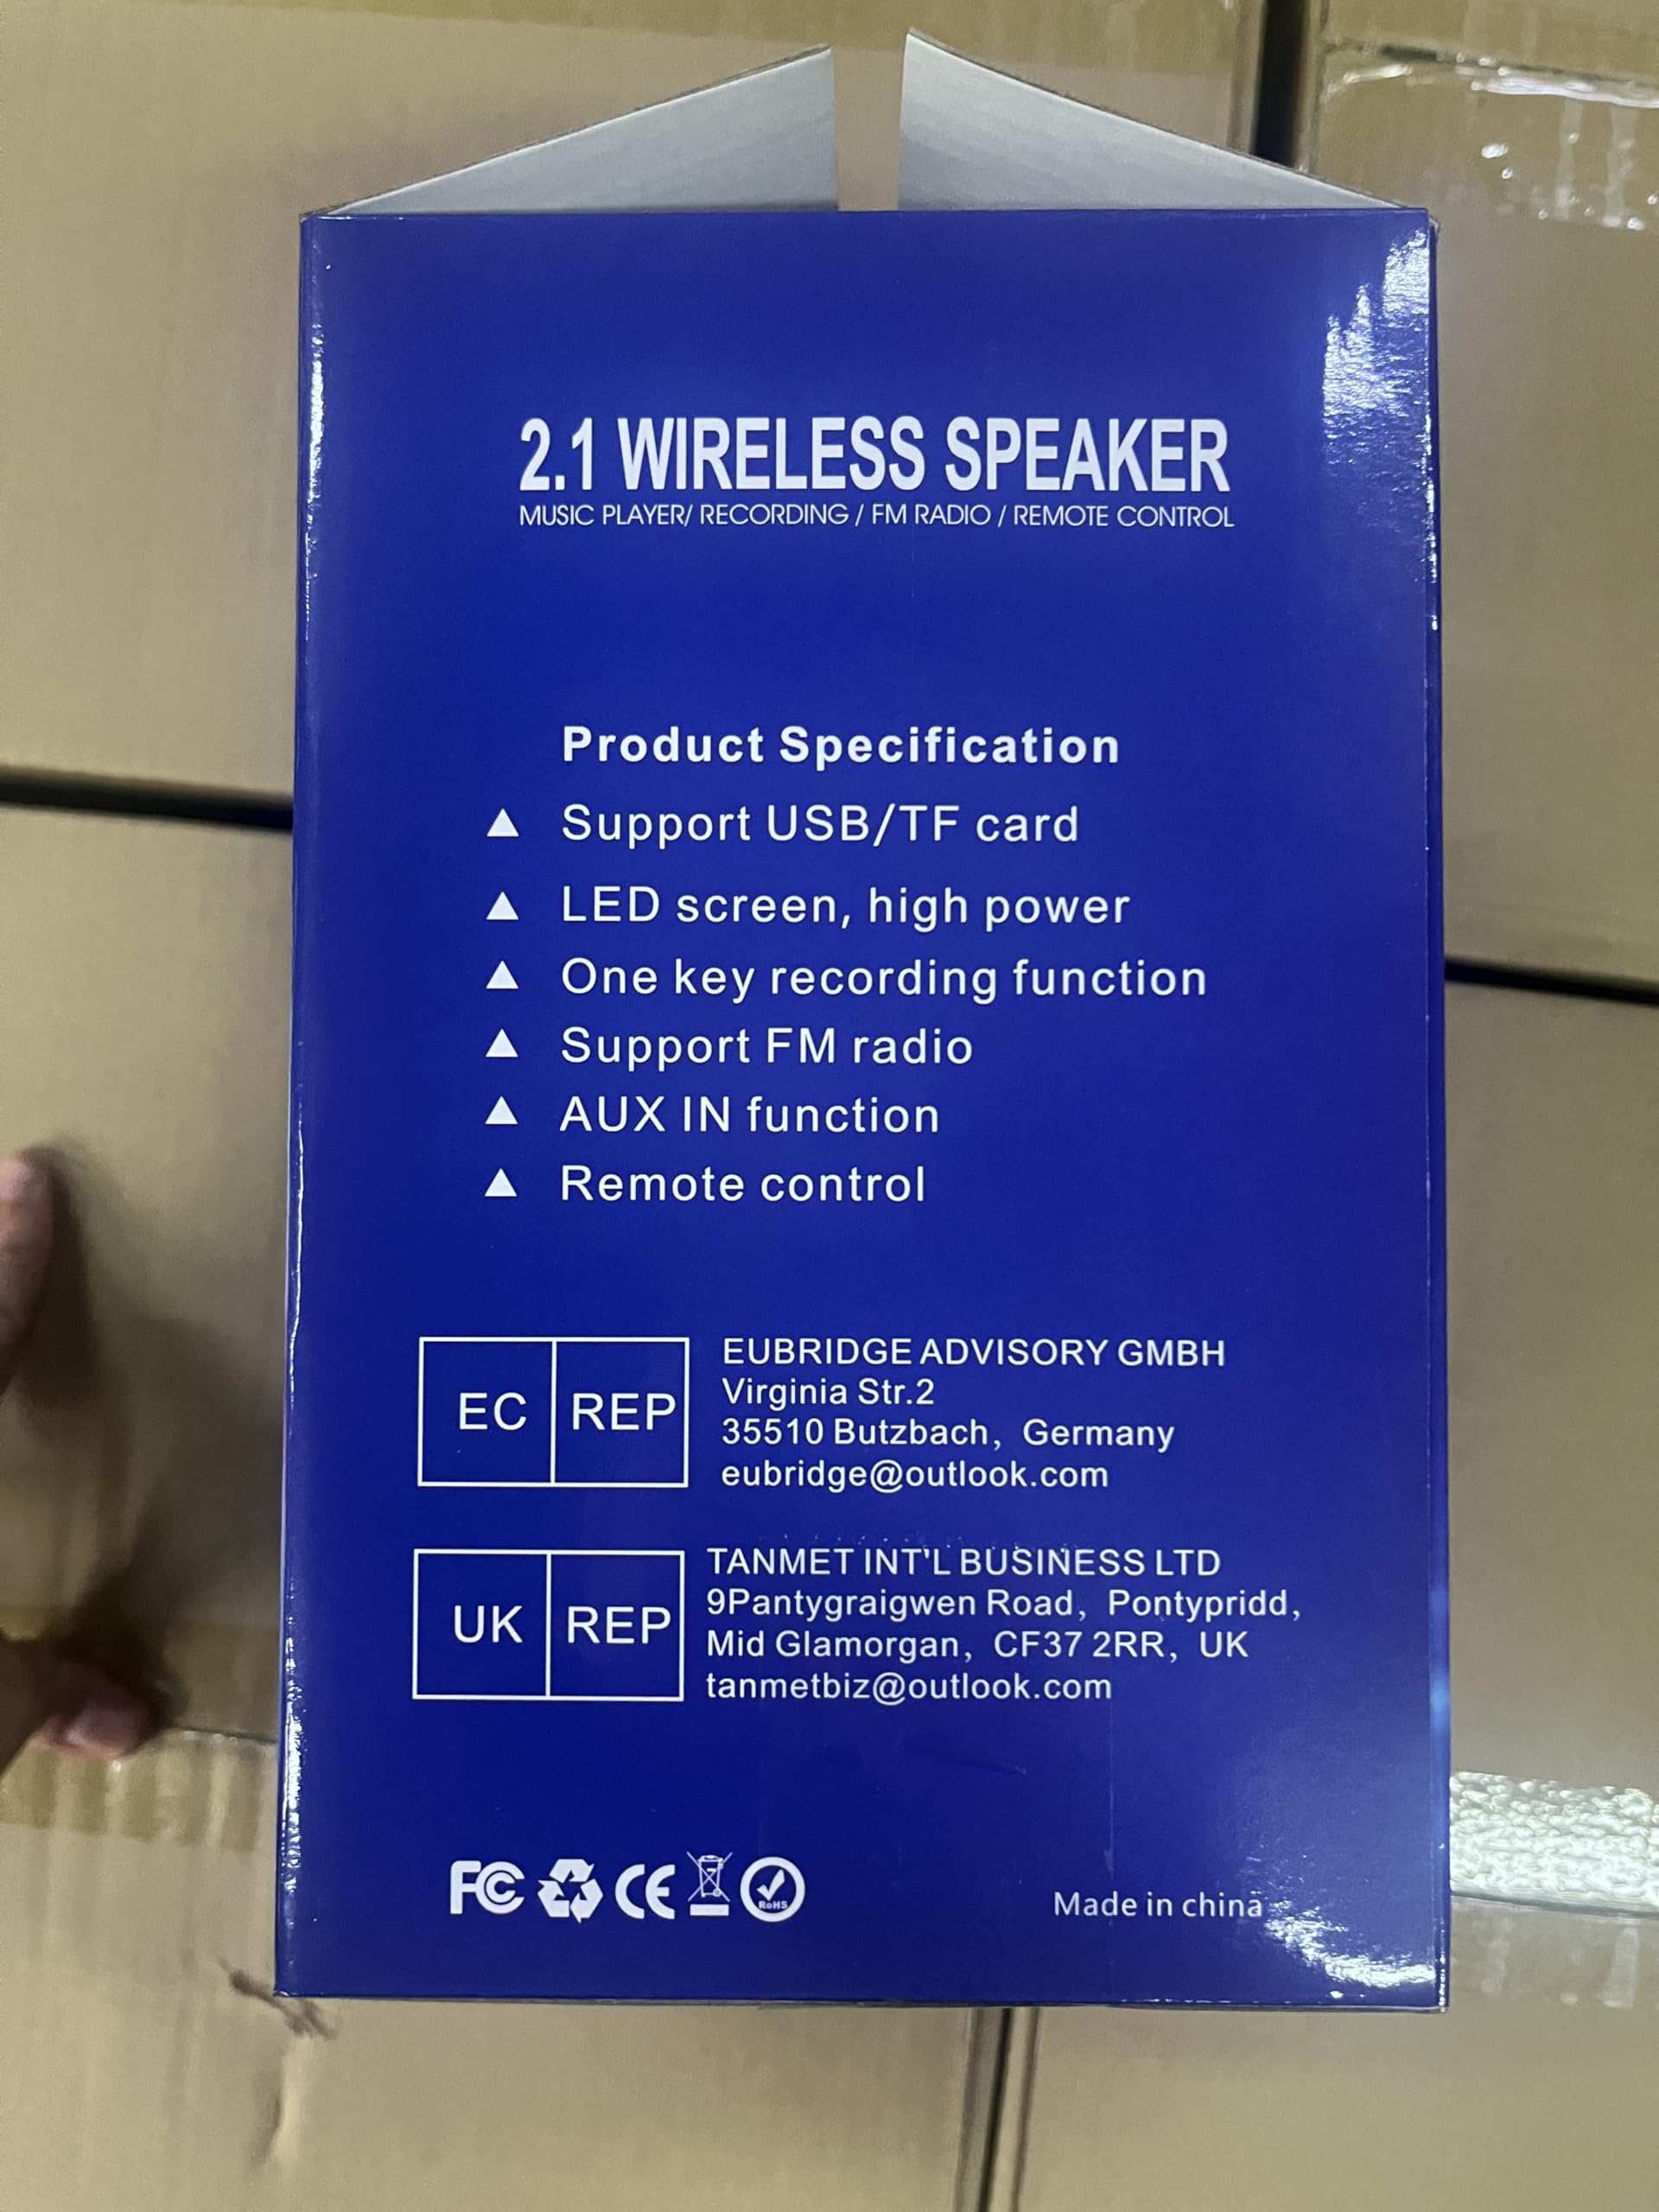 2.1 WIRELESS SPEAKER
MUSIC PLAYER/ RECORDING / FM RADIO / REMOTE CONTROL
Product Specification
▲ Support USB/TF card
▲ LED screen, high power
▲ One key recording function
▲ Support FM radio
▲ AUX IN function
▲ Remote control
EC REP
EUBRIDGE ADVISORY GMBH
Virginia Str.2
35510 Butzbach, Germany
eubridge@outlook.com
UK REP
TANMET INT'L BUSINESS LTD
9Pantygraigwen Road, Pontypridd,
Mid Glamorgan, CF37 2RR, UK
tanmetbiz@outlook.com
FC CE RoHS
Made in china